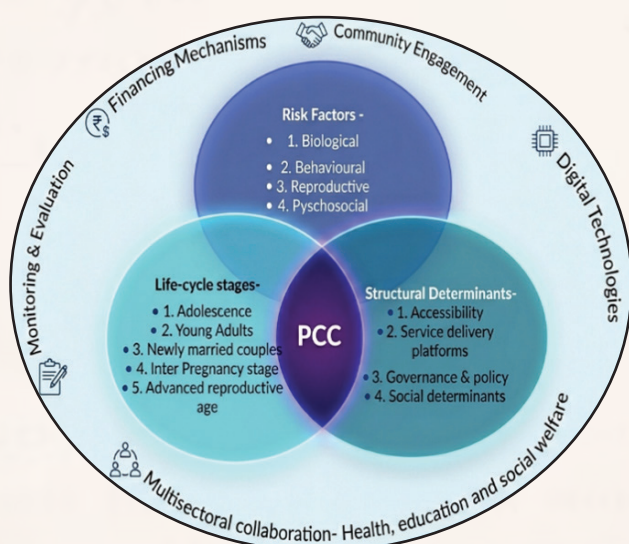 Financing Mechanisms
Community Engagement
₹
$
Digital Technologies
Monitoring & Evaluation
Risk Factors -
• 1. Biological
• 2. Behavioural
• 3. Reproductive
• 4. Pyschosocial
Life-cycle stages-
• 1. Adolescence
• 2. Young Adults
• 3. Newly married couples
• 4. Inter Pregnancy stage
• 5. Advanced reproductive
age
PCC
Structural Determinants-
• 1. Accessibility
• 2. Service delivery
platforms
• 3. Governance & policy
• 4. Social determinants
Multisectoral collaboration- Health, education and social welfare